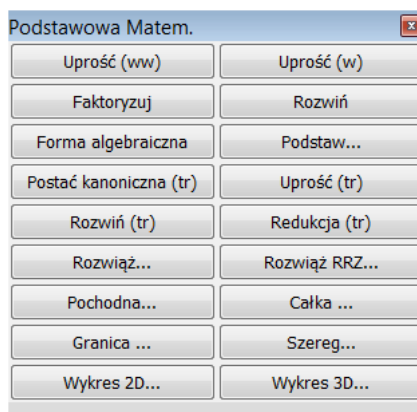 Podstawowa Matem.
Uprość (ww) Uprość (w)
Faktoryzuj Rozwiń
Forma algebraiczna Podstaw...
Postać kanoniczna (tr) Uprość (tr)
Rozwiń (tr) Redukcja (tr)
Rozwiąż... Rozwiąż RRZ...
Pochodna... Całka ...
Granica ... Szereg...
Wykres 2D... Wykres 3D...